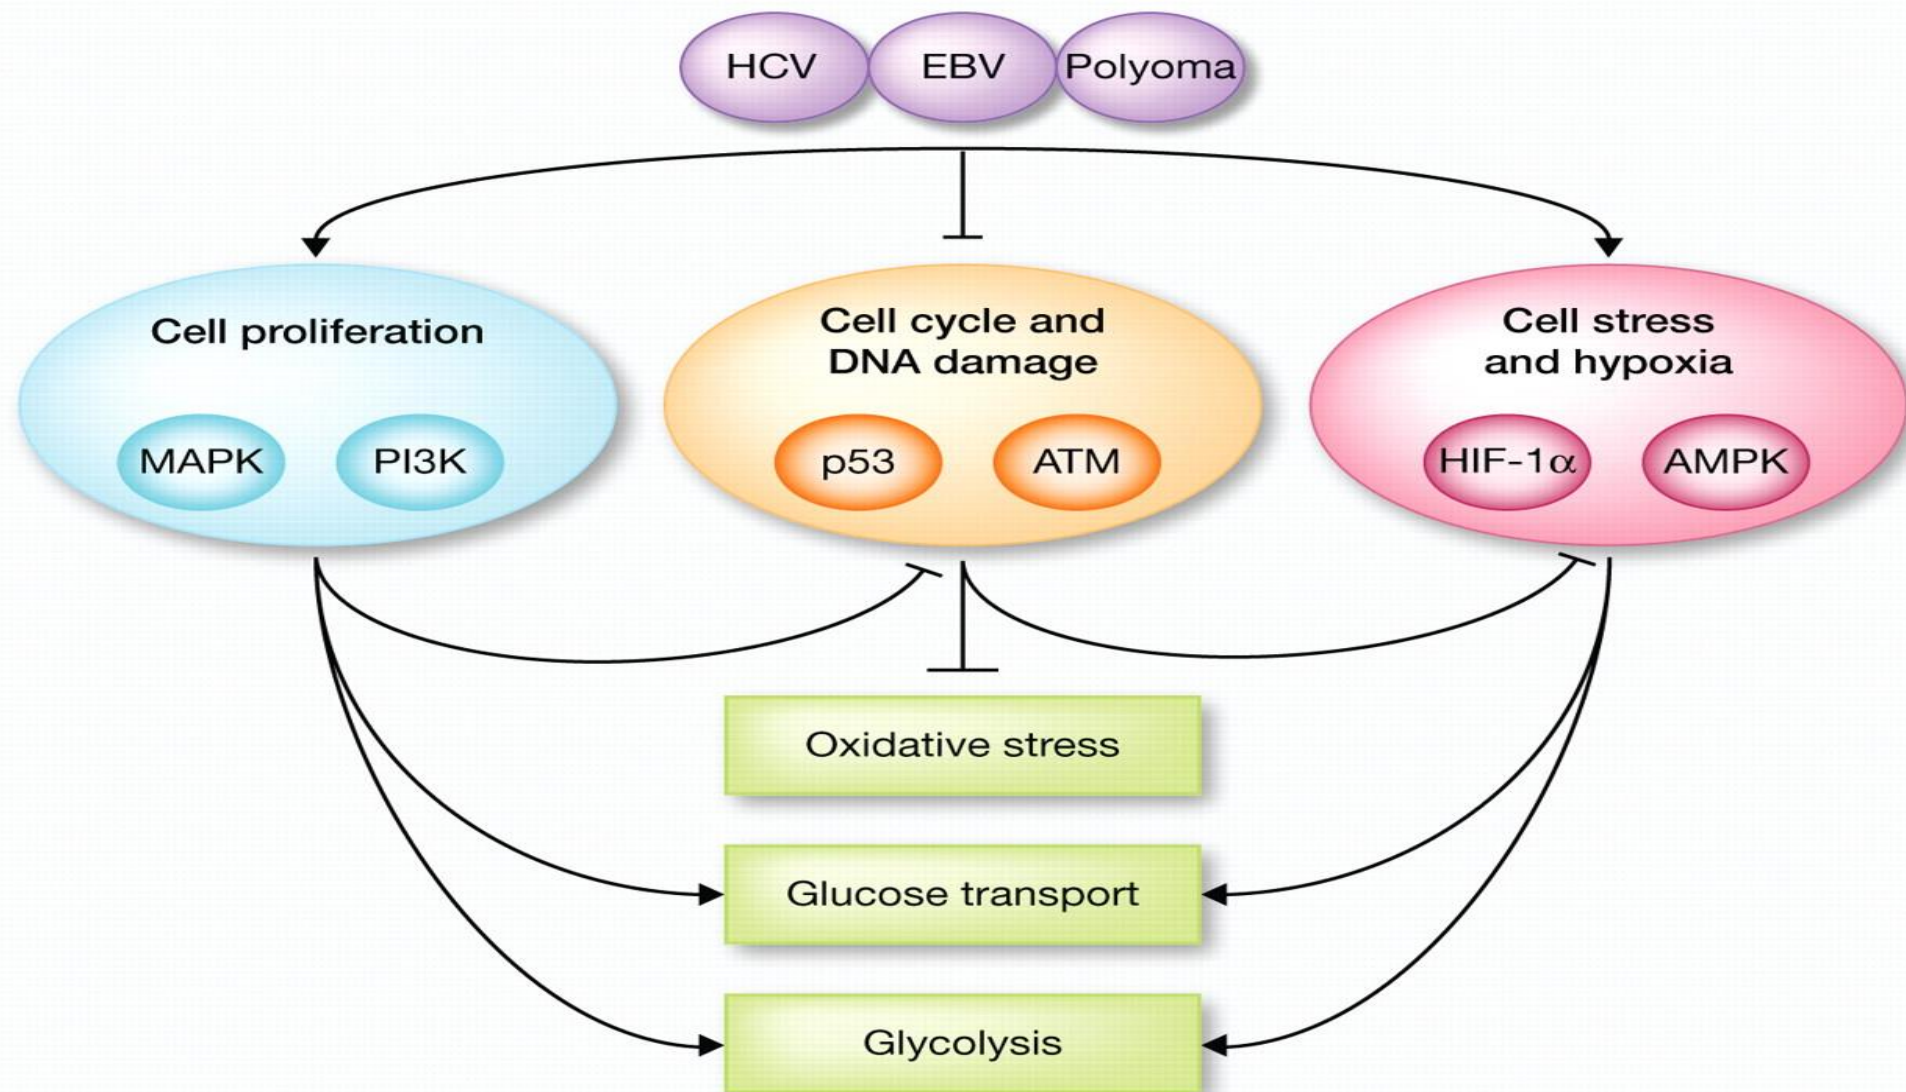 HCV
EBV
Polyoma
Cell proliferation
MAPK
PI3K
Cell cycle and
DNA damage
p53
ATM
Cell stress
and hypoxia
HIF-1α
AMPK
Oxidative stress
Glucose transport
Glycolysis